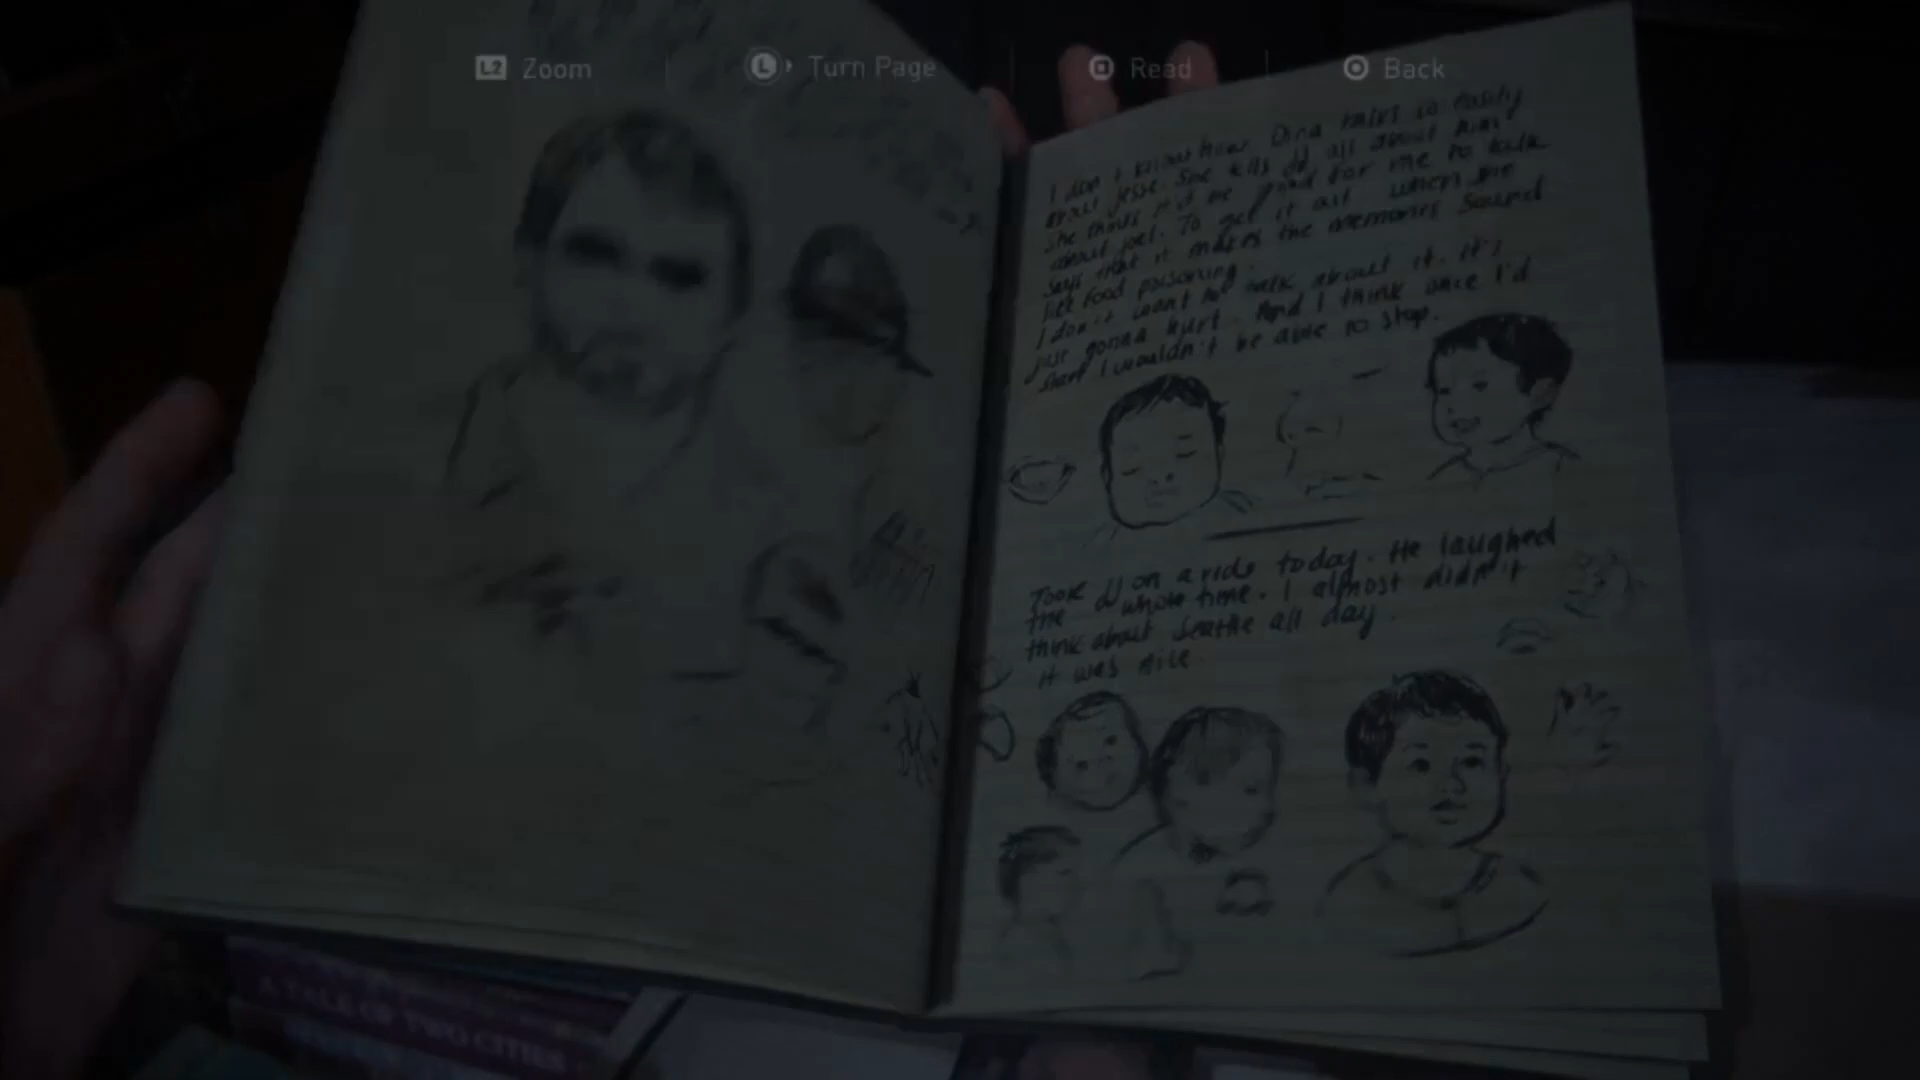 L2 Zoom
L Turn Page
Read
Back
I don't know how Dina talks so easily
about Jesse. She tells JJ all about him.
She thinks it'd be good for me to talk
about Joel. To get it out. When she
says that it makes the memories sound
like food poisoning.
I don't want to talk about it. It's
just gonna hurt. And I think once I'd
start I wouldn't be able to stop.
Took JJ on a ride today. He laughed
the whole time. I almost didn't
think about Seattle all day.
it was nice.
A TALE OF TWO CITIES